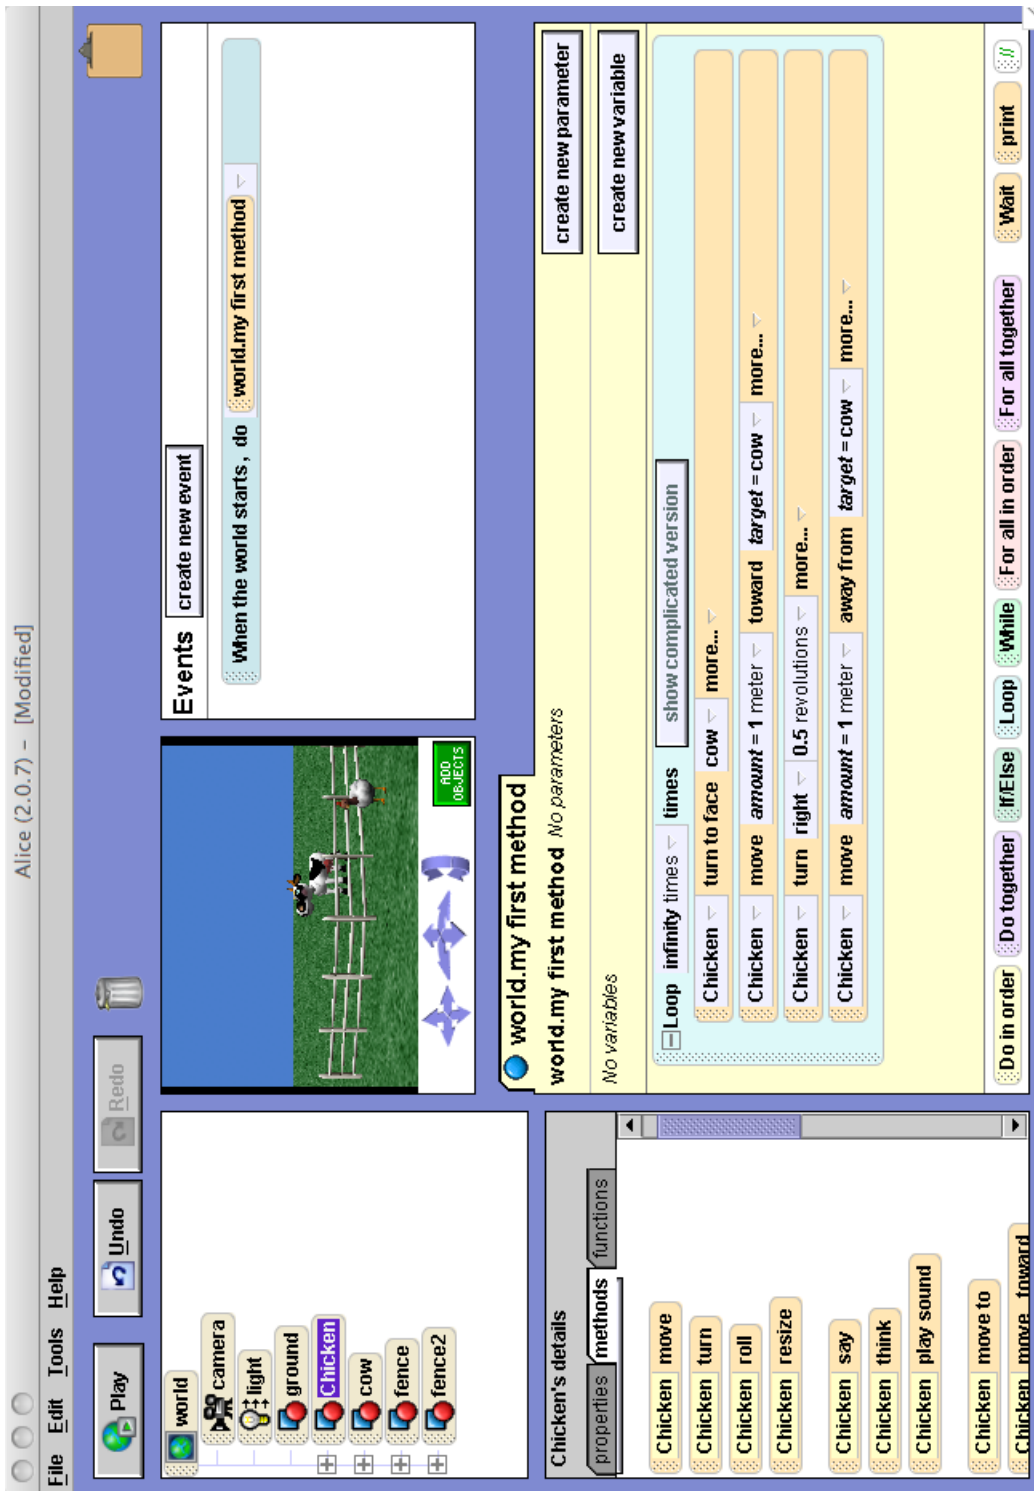 Alice (2.0.7) – [Modified]
File Edit Tools Help
Play Undo Redo
world
camera
light
ground
Chicken
cow
fence
fence2
ADD OBJECTS
Events create new event
When the world starts, do world.my first method
Chicken's details
properties methods functions
Chicken move
Chicken turn
Chicken roll
Chicken resize
Chicken say
Chicken think
Chicken play sound
Chicken move to
Chicken move toward
world.my first method
world.my first method No parameters create new parameter
No variables create new variable
Loop infinity times times show complicated version
Chicken turn to face cow more...
Chicken move amount = 1 meter toward target = cow more...
Chicken turn right 0.5 revolutions more...
Chicken move amount = 1 meter away from target = cow more...
Do in order Do together If/Else Loop While For all in order For all together Wait print //